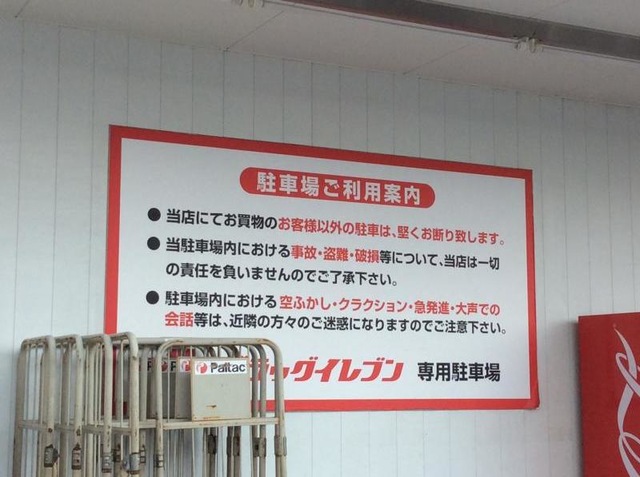 駐車場ご利用案内
● 当店にてお買物のお客様以外の駐車は、堅くお断り致します。
● 当駐車場内における事故・盗難・破損等について、当店は一切
の責任を負いませんのでご了承下さい。
● 駐車場内における空ふかし・クラクション・急発進・大声での
会話等は、近隣の方々のご迷惑になりますのでご注意下さい。
ッグイレブン 専用駐車場
Paltac